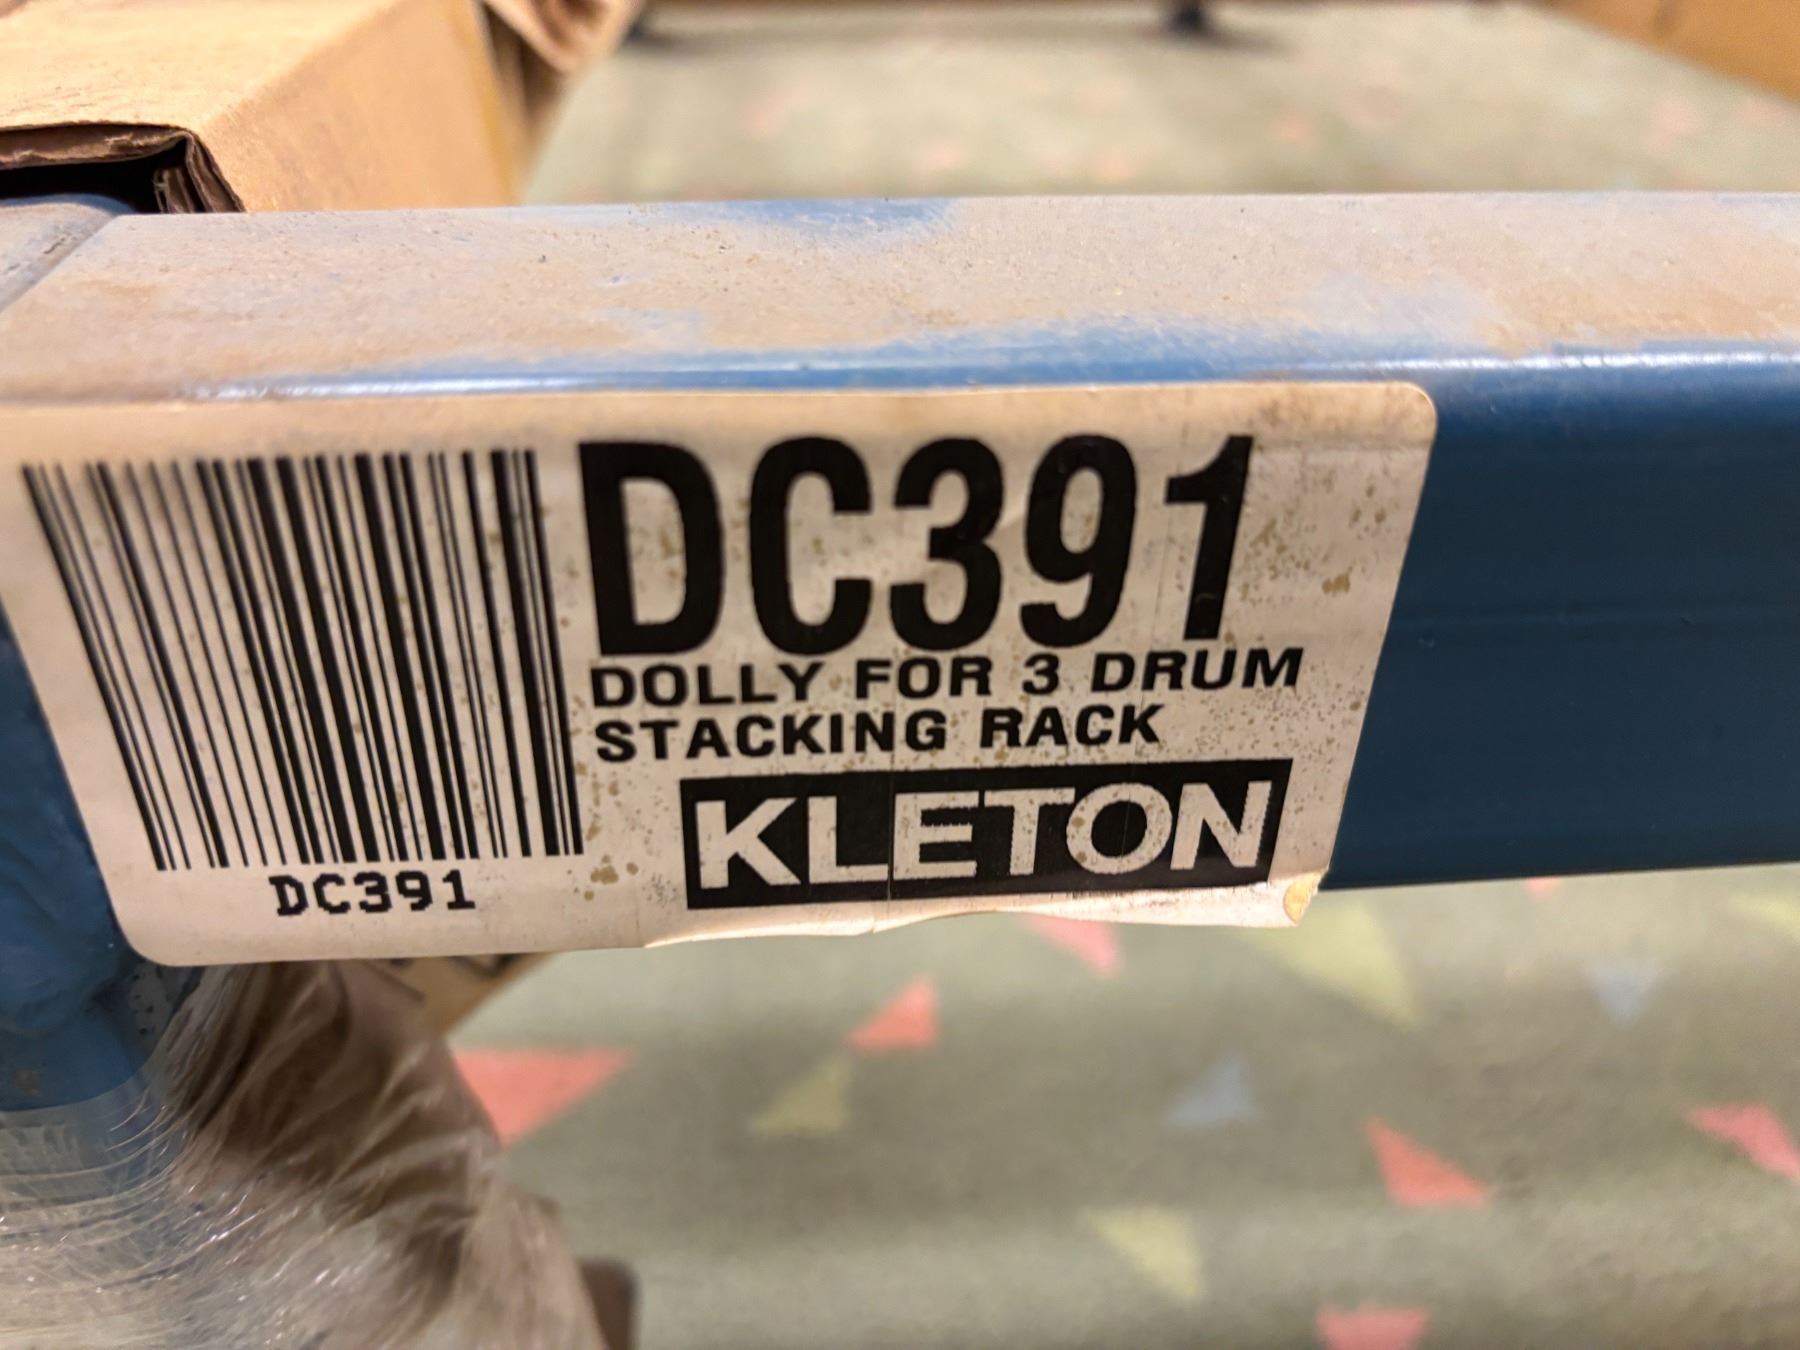 DC391
DOLLY FOR 3 DRUM
STACKING RACK
KLETON
DC391